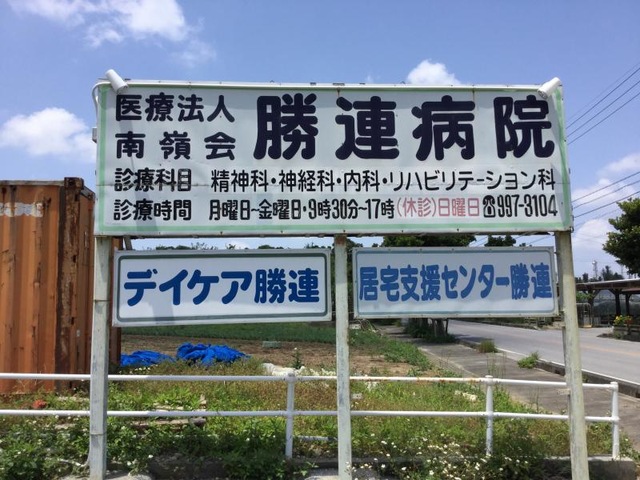 医療法人
南嶺会
勝連病院
診療科目 精神科・神経科・内科・リハビリテーション科
診療時間 月曜日~金曜日・9時30分~17時(休診)日曜日☎997-3104
デイケア勝連
居宅支援センター勝連